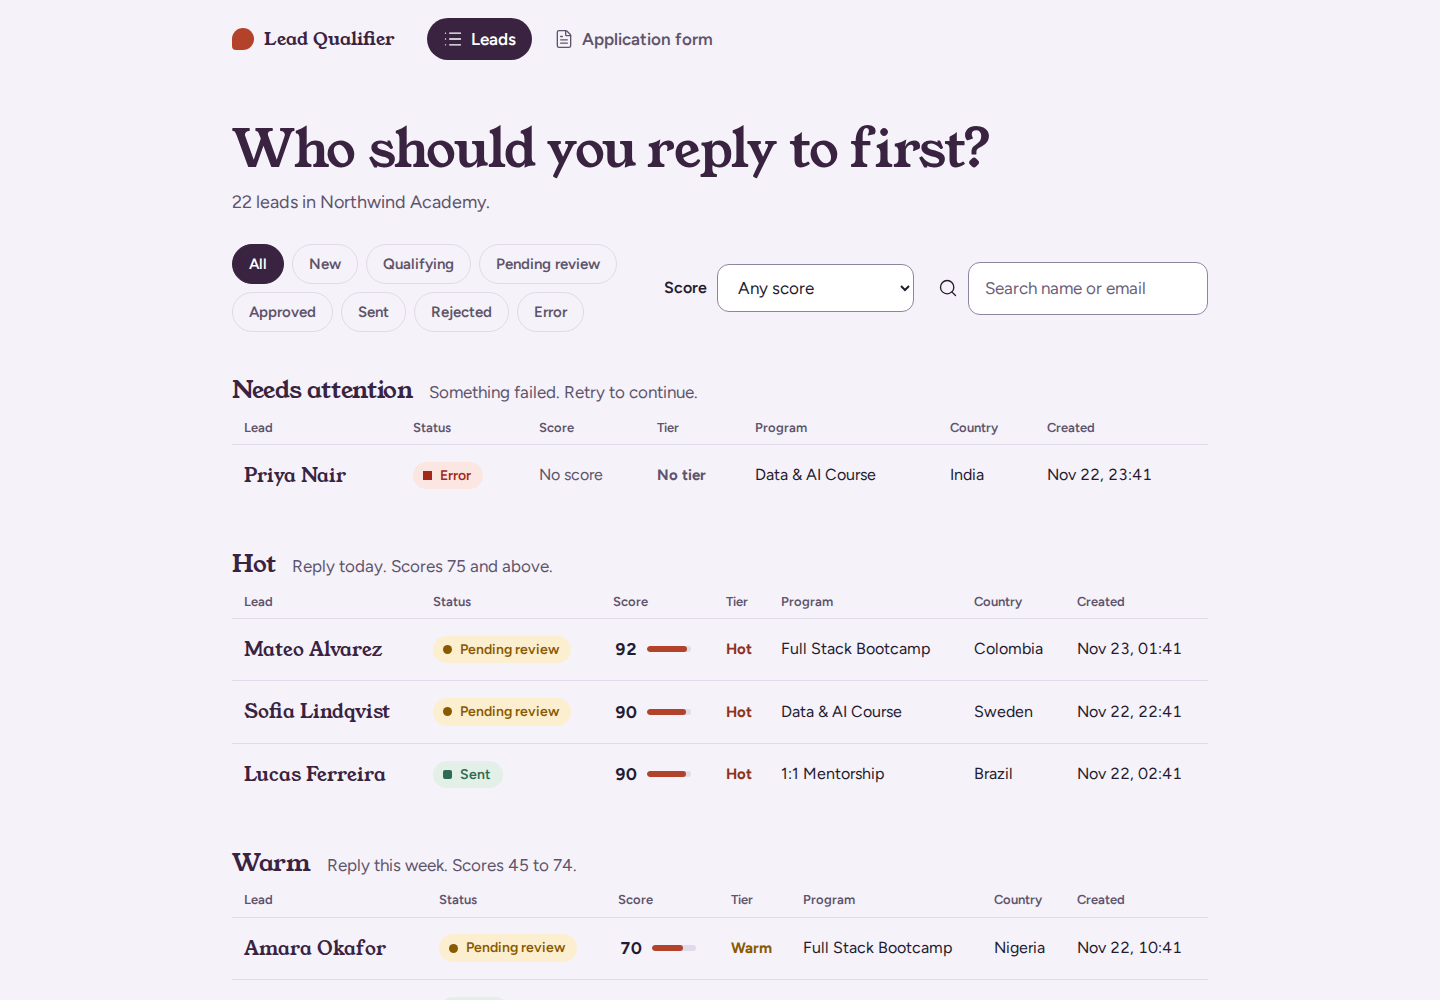 Lead Qualifier
Leads
Application form
Who should you reply to first?
22 leads in Northwind Academy.
All
New
Qualifying
Pending review
Approved
Sent
Rejected
Error
Score
Any score
Search name or email
Needs attention
Something failed. Retry to continue.
Lead Status Score Tier Program Country Created
Priya Nair Error No score No tier Data & AI Course India Nov 22, 23:41
Hot
Reply today. Scores 75 and above.
Lead Status Score Tier Program Country Created
Mateo Alvarez Pending review 92 Hot Full Stack Bootcamp Colombia Nov 23, 01:41
Sofia Lindqvist Pending review 90 Hot Data & AI Course Sweden Nov 22, 22:41
Lucas Ferreira Sent 90 Hot 1:1 Mentorship Brazil Nov 22, 02:41
Warm
Reply this week. Scores 45 to 74.
Lead Status Score Tier Program Country Created
Amara Okafor Pending review 70 Warm Full Stack Bootcamp Nigeria Nov 22, 10:41